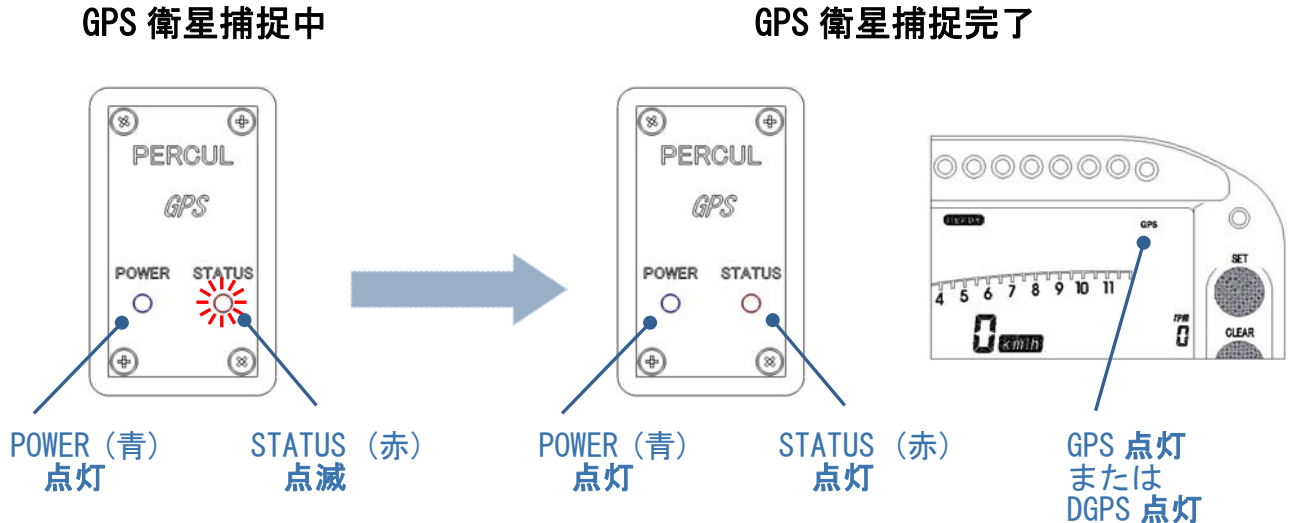 GPS 衛星捕捉中
GPS 衛星捕捉完了
PERCUL
GPS
POWER STATUS
POWER（青）
点灯
STATUS（赤）
点滅
PERCUL
GPS
POWER STATUS
POWER（青）
点灯
STATUS（赤）
点灯
GPS
SET
4 5 6 7 8 9 10 11
0 km/h
0
CLEAR
GPS 点灯
または
DGPS 点灯